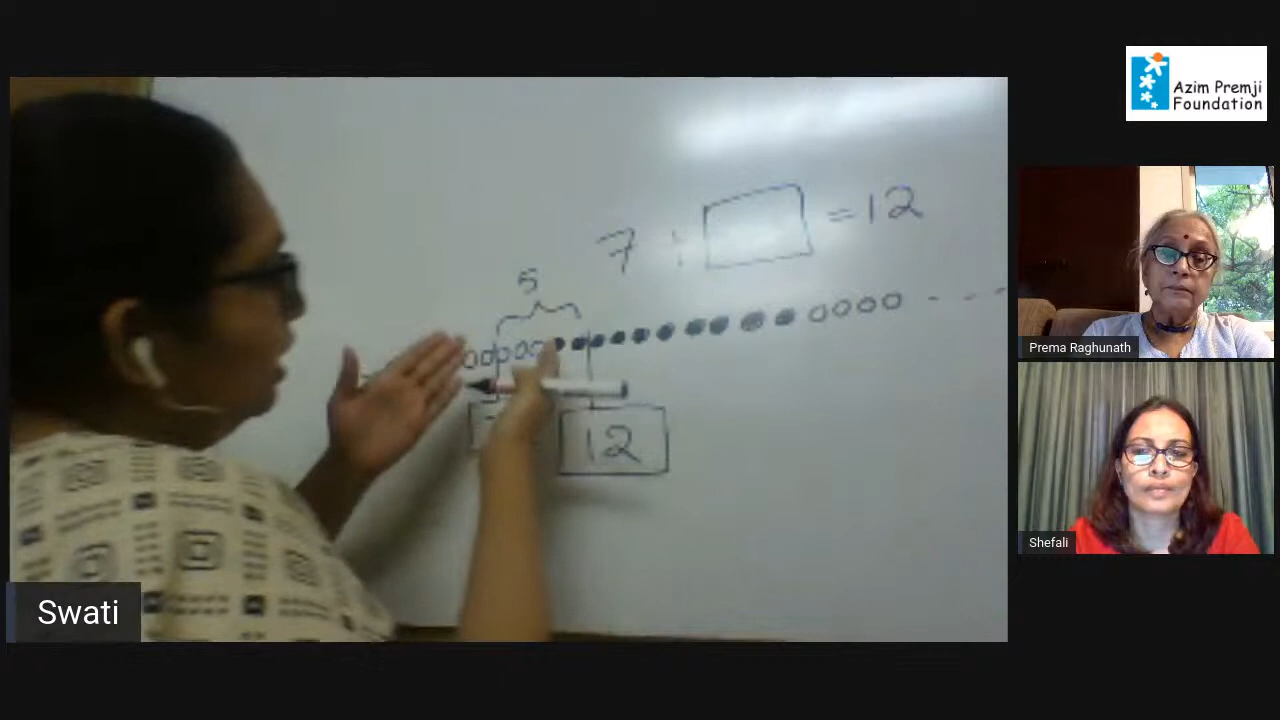 Azim Premji
Foundation
7 + = 12
5
12
Prema Raghunath
Shefali
Swati